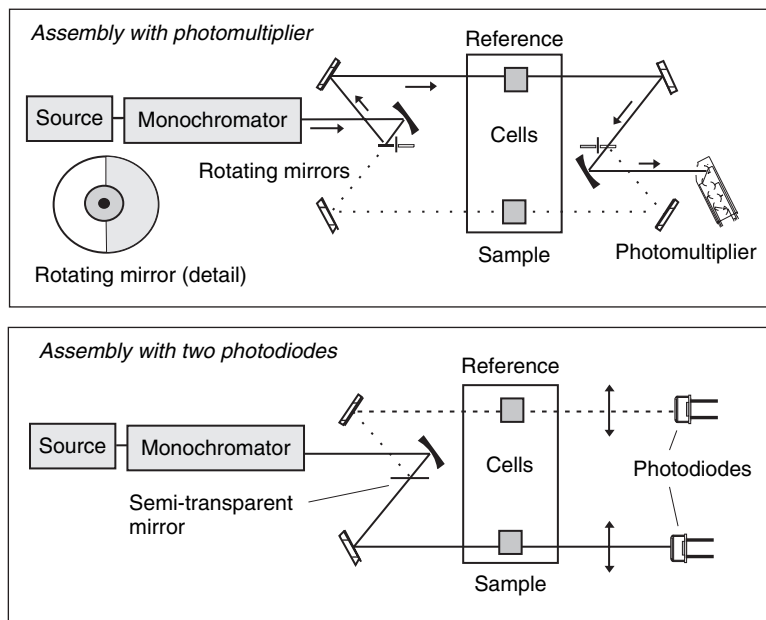 Assembly with photomultiplier
Reference
Source
Monochromator
Cells
Rotating mirrors
Sample
Photomultiplier
Rotating mirror (detail)
Assembly with two photodiodes
Reference
Source
Monochromator
Cells
Photodiodes
Semi-transparent
mirror
Sample